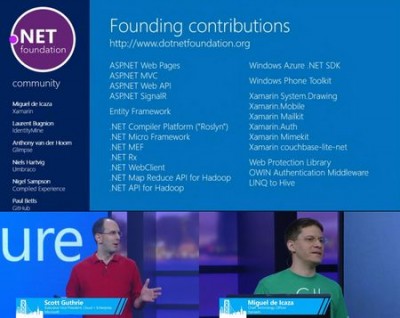 .NET
foundation
community
Miguel de Icaza
Xamarin
Laurent Bugnion
IdentityMine
Anthony van der Hoorn
Glimpse
Niels Hartvig
Umbraco
Nigel Sampson
Compiled Experience
Paul Betts
GitHub
Founding contributions
http://www.dotnetfoundation.org
ASP.NET Web Pages
ASP.NET MVC
ASP.NET Web API
ASP.NET SignalR
Entity Framework
.NET Compiler Platform ("Roslyn")
.NET Micro Framework
.NET MEF
.NET Rx
.NET WebClient
.NET Map Reduce API for Hadoop
.NET API for Hadoop
Windows Azure .NET SDK
Windows Phone Toolkit
Xamarin System.Drawing
Xamarin.Mobile
Xamarin Mailkit
Xamarin.Auth
Xamarin Mimekit
Xamarin couchbase-lite-net
Web Protection Library
OWIN Authentication Middleware
LINQ to Hive
ure
Scott Guthrie
Microsoft
Miguel de Icaza
Xamarin